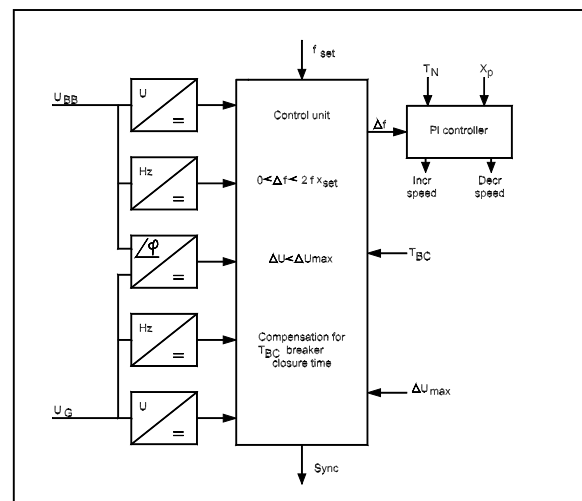 f set
T N
X p
U BB
U
=
Control unit
Δf
PI controller
Hz
=
0<Δf< 2 f x set
Incr speed
Decr speed
φ
=
ΔU<ΔUmax
T BC
Hz
=
Compensation for
T BC breaker
closure time
ΔU max
U G
U
=
Sync